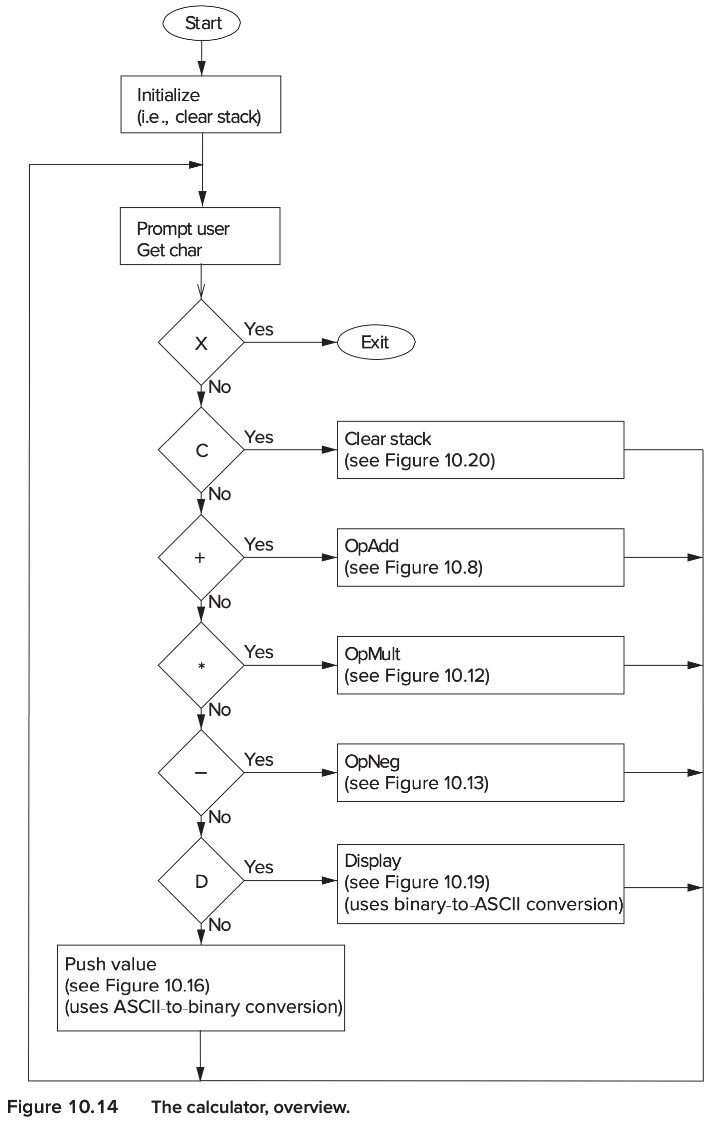 Start
Initialize
(i.e., clear stack)
Prompt user
Get char
X
Yes
Exit
No
C
Yes
Clear stack
(see Figure 10.20)
No
+
Yes
OpAdd
(see Figure 10.8)
No
*
Yes
OpMult
(see Figure 10.12)
No
–
Yes
OpNeg
(see Figure 10.13)
No
D
Yes
Display
(see Figure 10.19)
(uses binary-to-ASCII conversion)
No
Push value
(see Figure 10.16)
(uses ASCII-to-binary conversion)
Figure 10.14 The calculator, overview.